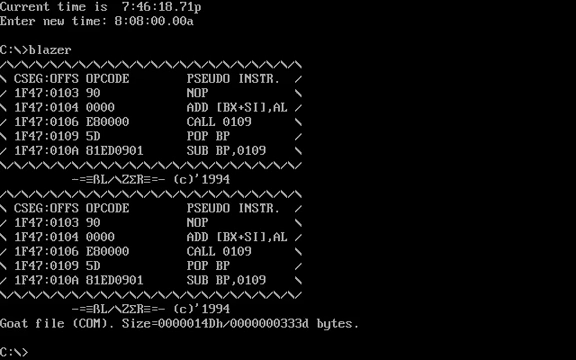 Current time is  7:46:18.71p
Enter new time: 8:08:00.00a
C:\>blazer
/\/\/\/\/\/\/\/\/\/\/\/\/\/\/\/\/\/\/\/\/\
\ CSEG:OFFS OPCODE        PSEUDO INSTR. /
/ 1F47:0103 90            NOP           \
\ 1F47:0104 0000          ADD [BX+SI],AL /
/ 1F47:0106 E80000        CALL 0109     \
\ 1F47:0109 5D            POP BP        /
/ 1F47:010A 81ED0901      SUB BP,0109   \
\/\/\/\/\/\/\/\/\/\/\/\/\/\/\/\/\/\/\/\/\/
-=≡ßL/\ZΣR≡=- (c)'1994
/\/\/\/\/\/\/\/\/\/\/\/\/\/\/\/\/\/\/\/\/\
\ CSEG:OFFS OPCODE        PSEUDO INSTR. /
/ 1F47:0103 90            NOP           \
\ 1F47:0104 0000          ADD [BX+SI],AL /
/ 1F47:0106 E80000        CALL 0109     \
\ 1F47:0109 5D            POP BP        /
/ 1F47:010A 81ED0901      SUB BP,0109   \
\/\/\/\/\/\/\/\/\/\/\/\/\/\/\/\/\/\/\/\/\/
-=≡ßL/\ZΣR≡=- (c)'1994
Goat file (COM). Size=0000014Dh/0000000333d bytes.
C:\>